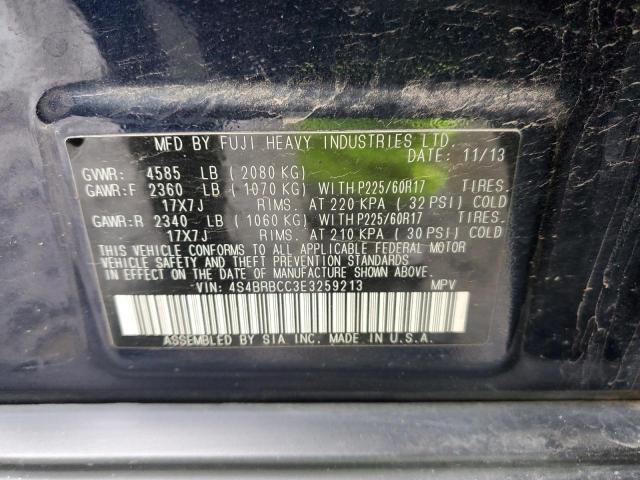 MFD BY FUJI HEAVY INDUSTRIES LTD.
DATE: 11/13
GVWR: 4585 LB ( 2080 KG)
GAWR:F 2360 LB ( 1070 KG) WITH P225/60R17 TIRES.
17X7J RIMS. AT 220 KPA ( 32 PSI) COLD
GAWR:R 2340 LB ( 1060 KG) WITH P225/60R17 TIRES.
17X7J RIMS. AT 210 KPA ( 30 PSI) COLD
THIS VEHICLE CONFORMS TO ALL APPLICABLE FEDERAL MOTOR
VEHICLE SAFETY AND THEFT PREVENTION STANDARDS
IN EFFECT ON THE DATE OF MANUFACTURE SHOWN ABOVE.
VIN: 4S4BRBCC3E3259213 MPV
ASSEMBLED BY SIA INC. MADE IN U.S.A.